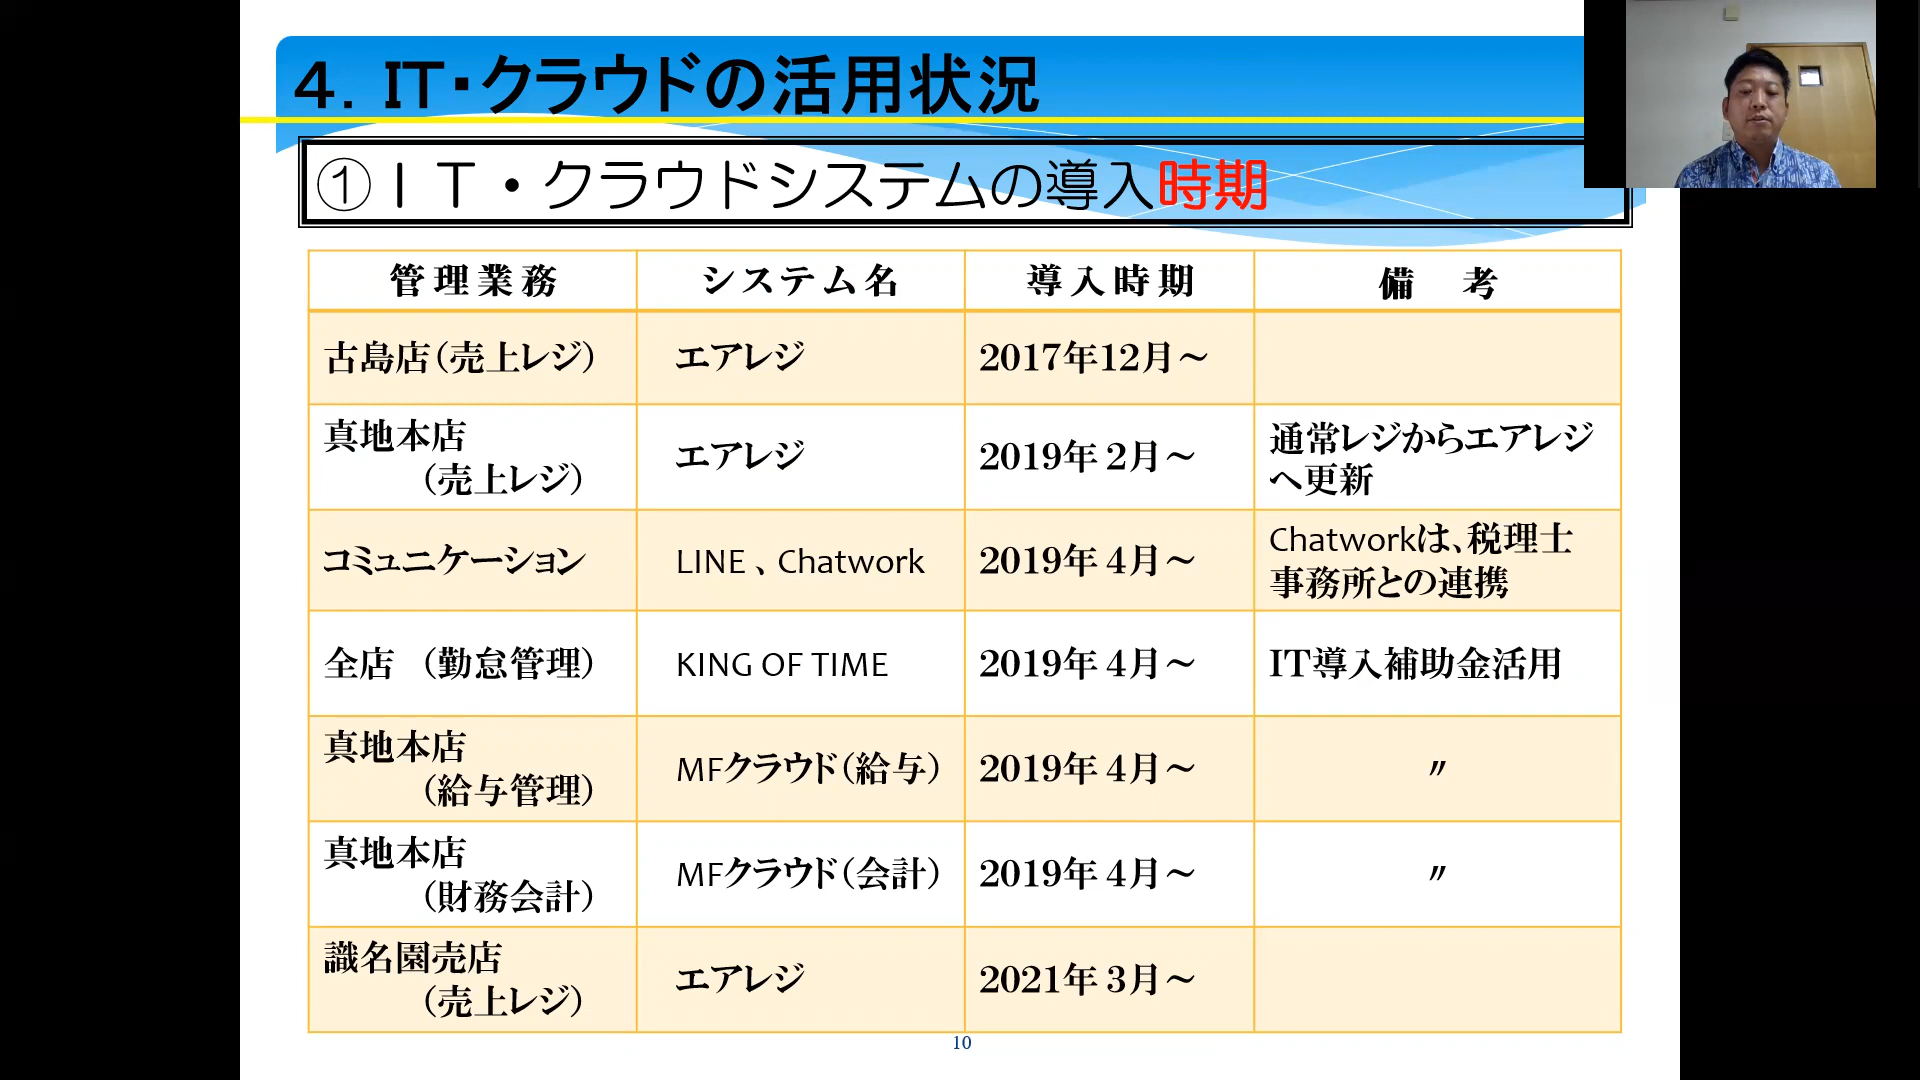 ４．IT・クラウドの活用状況
①ＩＴ・クラウドシステムの導入時期
管理業務 システム名 導入時期 備　考
古島店（売上レジ） エアレジ 2017年12月～
真地本店
（売上レジ）
エアレジ 2019年 2月～
通常レジからエアレジ
へ更新
コミュニケーション LINE 、Chatwork 2019年 4月～
Chatworkは、税理士
事務所との連携
全店 （勤怠管理） KING OF TIME 2019年 4月～ IT導入補助金活用
真地本店
（給与管理）
MFクラウド（給与） 2019年 4月～ 〃
真地本店
（財務会計）
MFクラウド（会計） 2019年 4月～ 〃
識名園売店
（売上レジ）
エアレジ 2021年 3月～
10